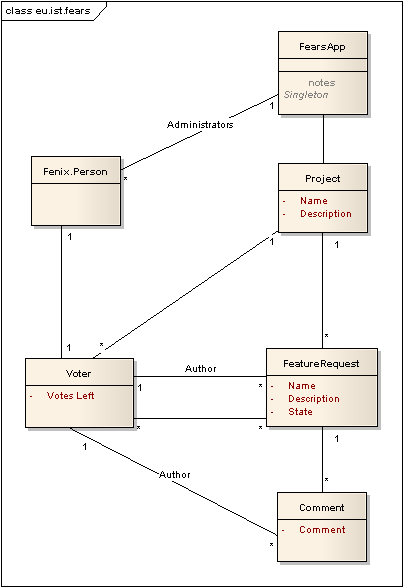 class eu.ist.fears
FearsApp
notes
Singleton
1
Administrators
Fenix.Person
*
Project
- Name
- Description
1
1
1
*
1
*
Voter
- Votes Left
Author
1
*
FeatureRequest
- Name
- Description
- State
*
*
1
1
Author
*
*
Comment
- Comment